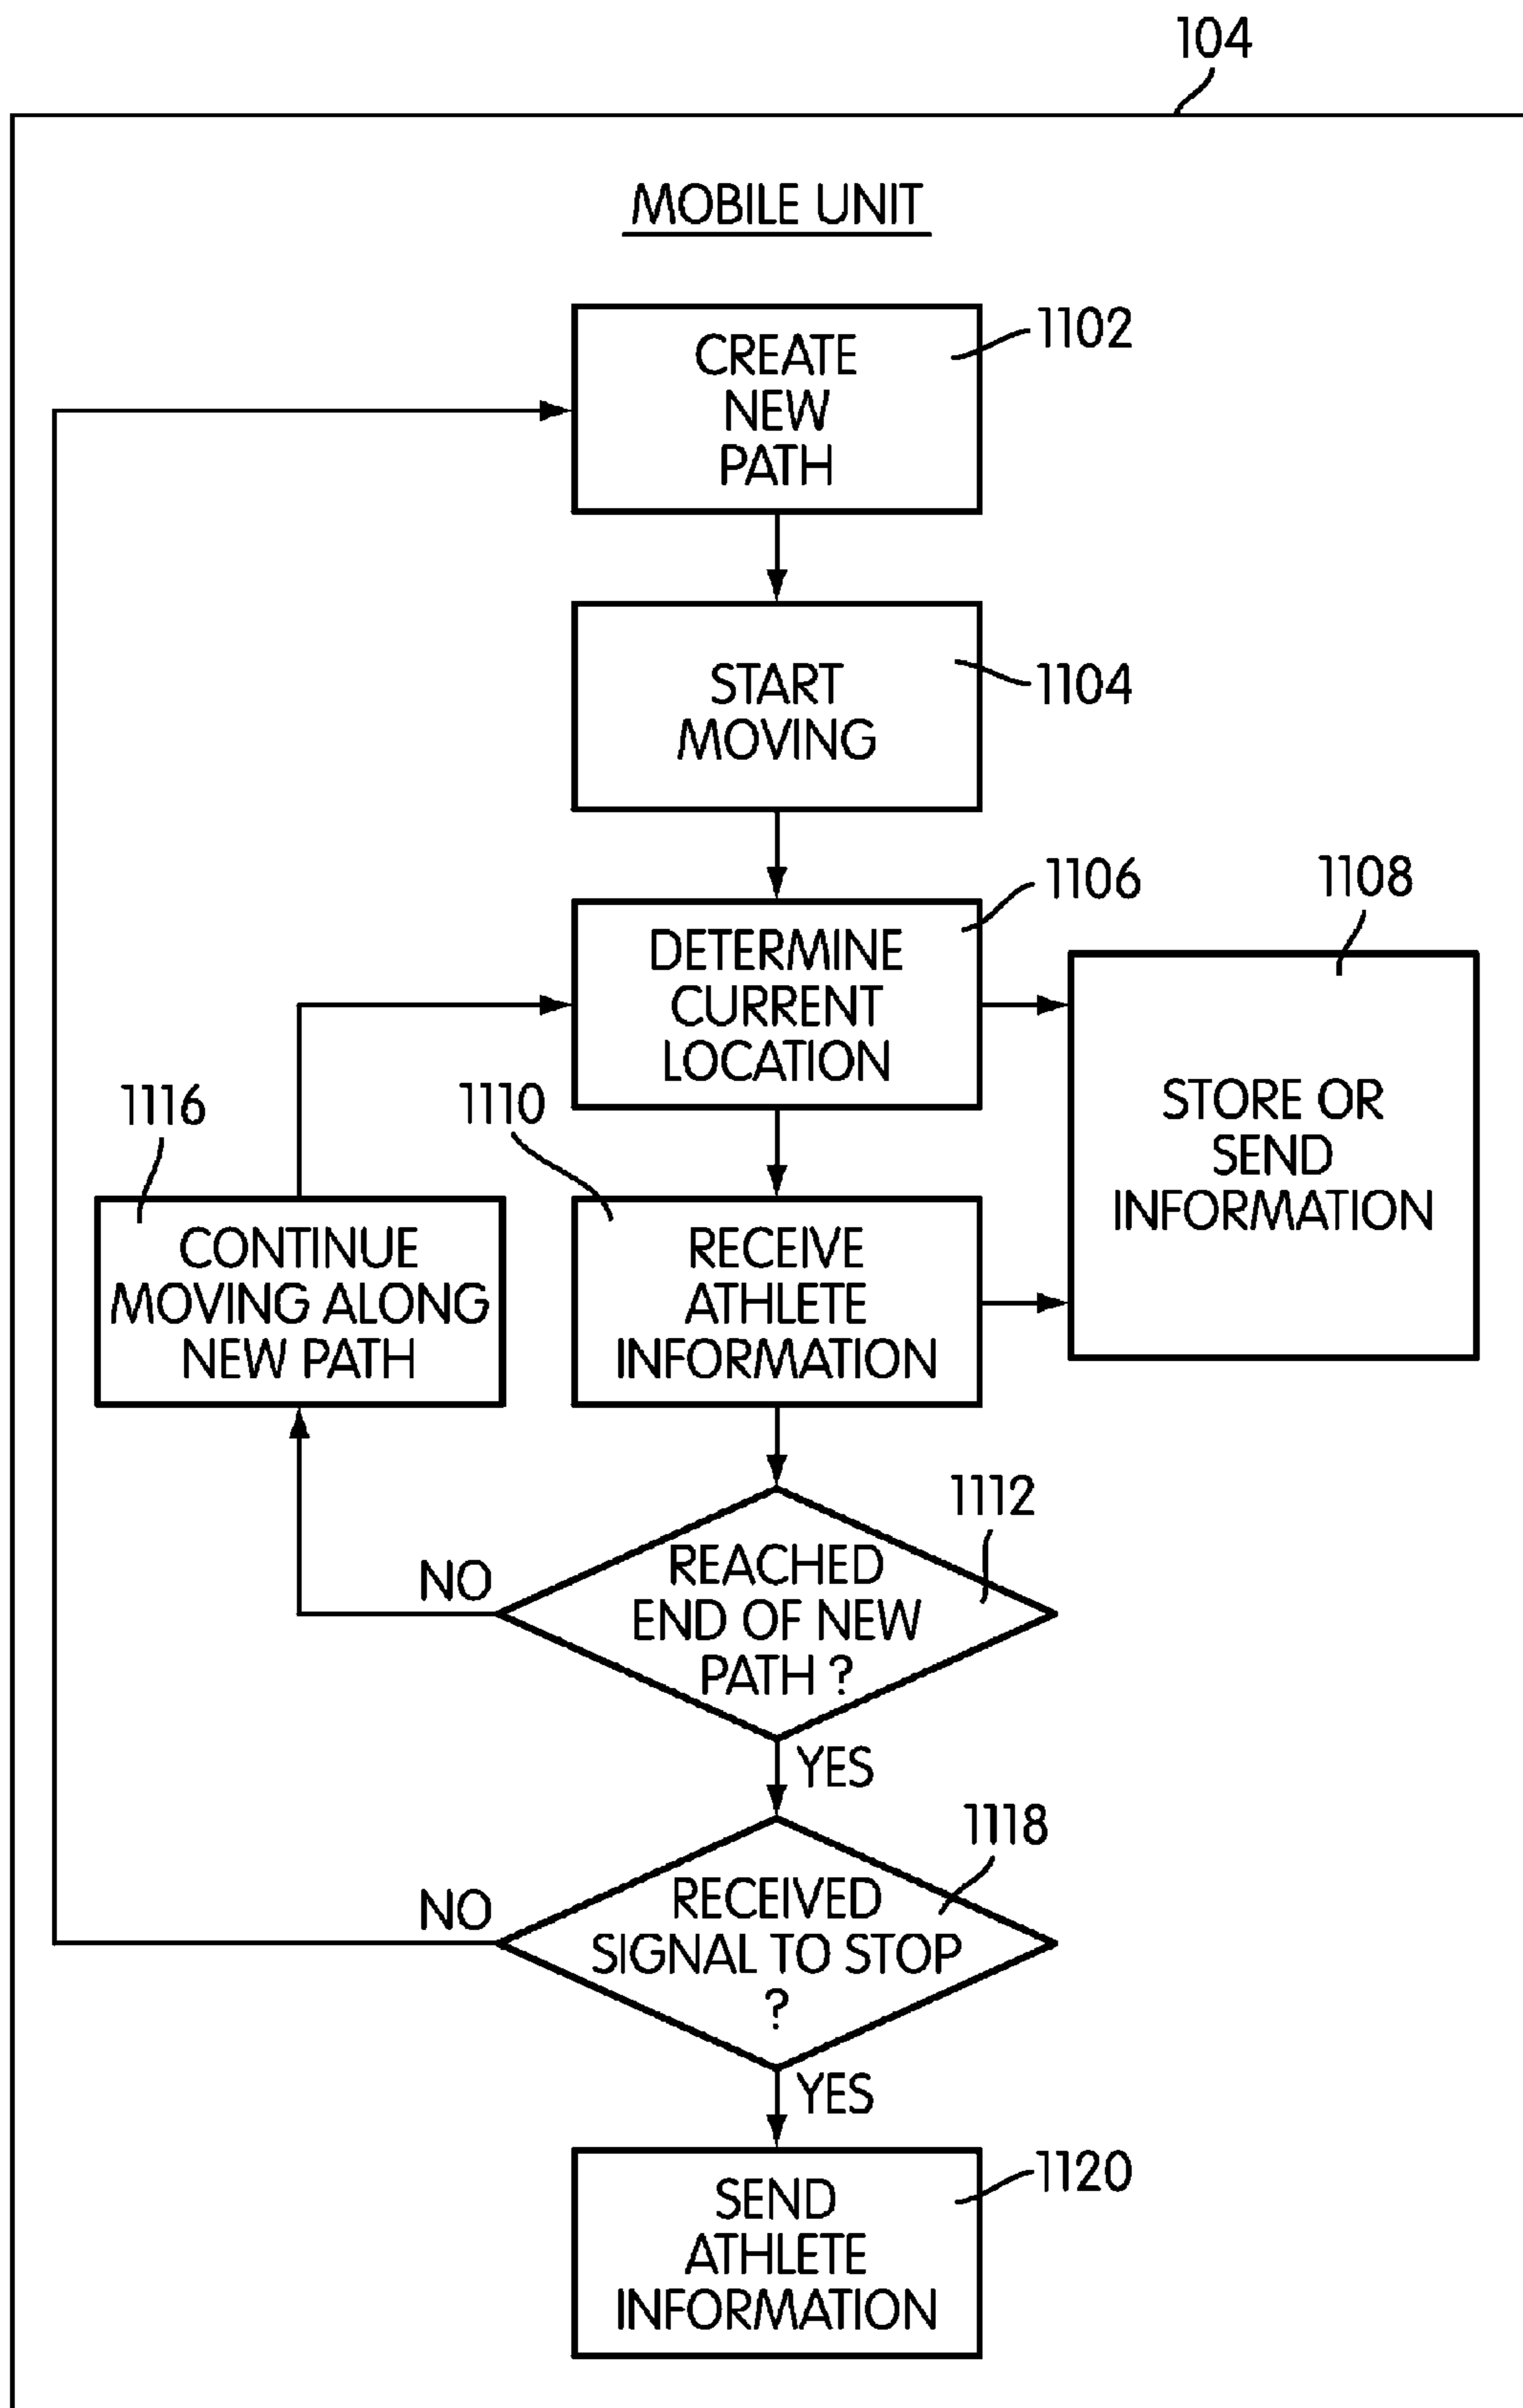 104
MOBILE UNIT
CREATE
NEW
PATH
1102
START
MOVING
1104
DETERMINE
CURRENT
LOCATION
1106
1108
STORE OR
SEND
INFORMATION
1116
CONTINUE
MOVING ALONG
NEW PATH
1110
RECEIVE
ATHLETE
INFORMATION
1112
REACHED
END OF NEW
PATH ?
NO
YES
1118
RECEIVED
SIGNAL TO STOP
?
NO
YES
1120
SEND
ATHLETE
INFORMATION